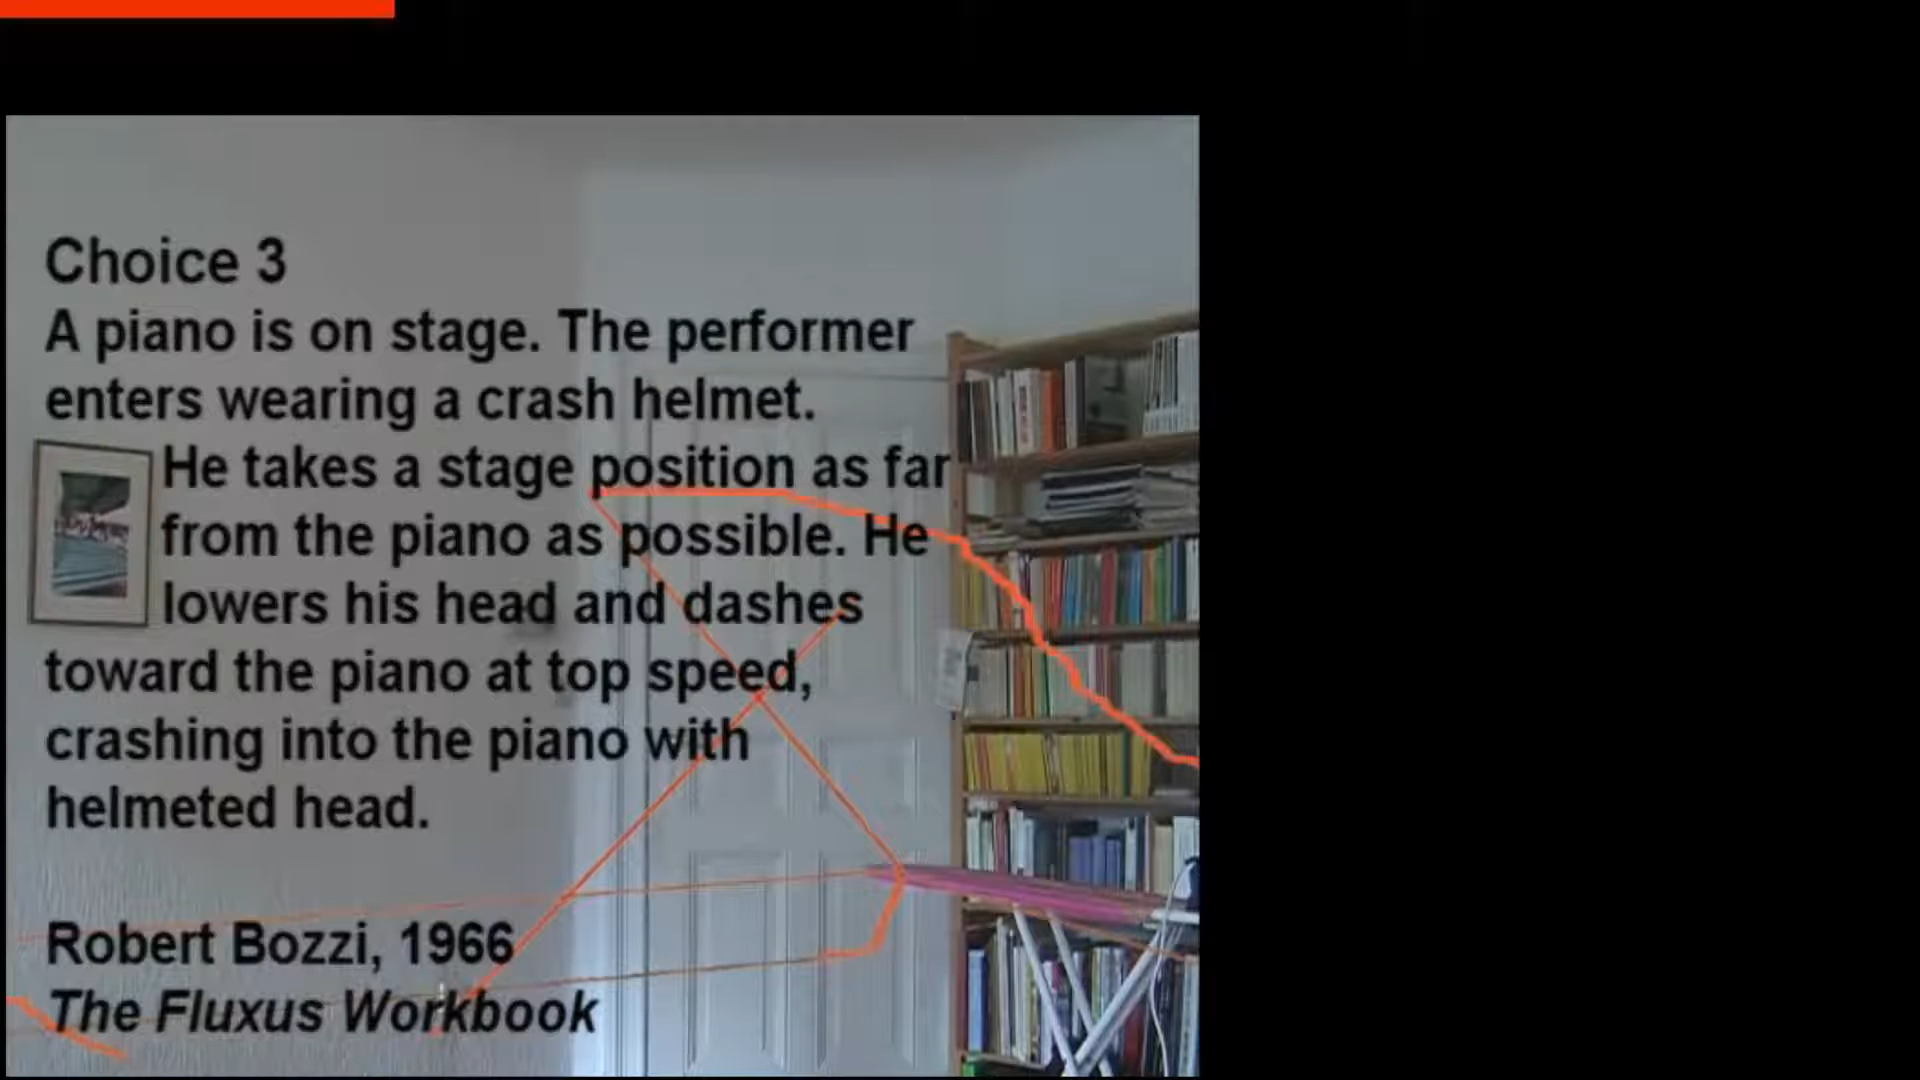 Choice 3
A piano is on stage. The performer
enters wearing a crash helmet.
He takes a stage position as far
from the piano as possible. He
lowers his head and dashes
toward the piano at top speed,
crashing into the piano with
helmeted head.
Robert Bozzi, 1966
The Fluxus Workbook